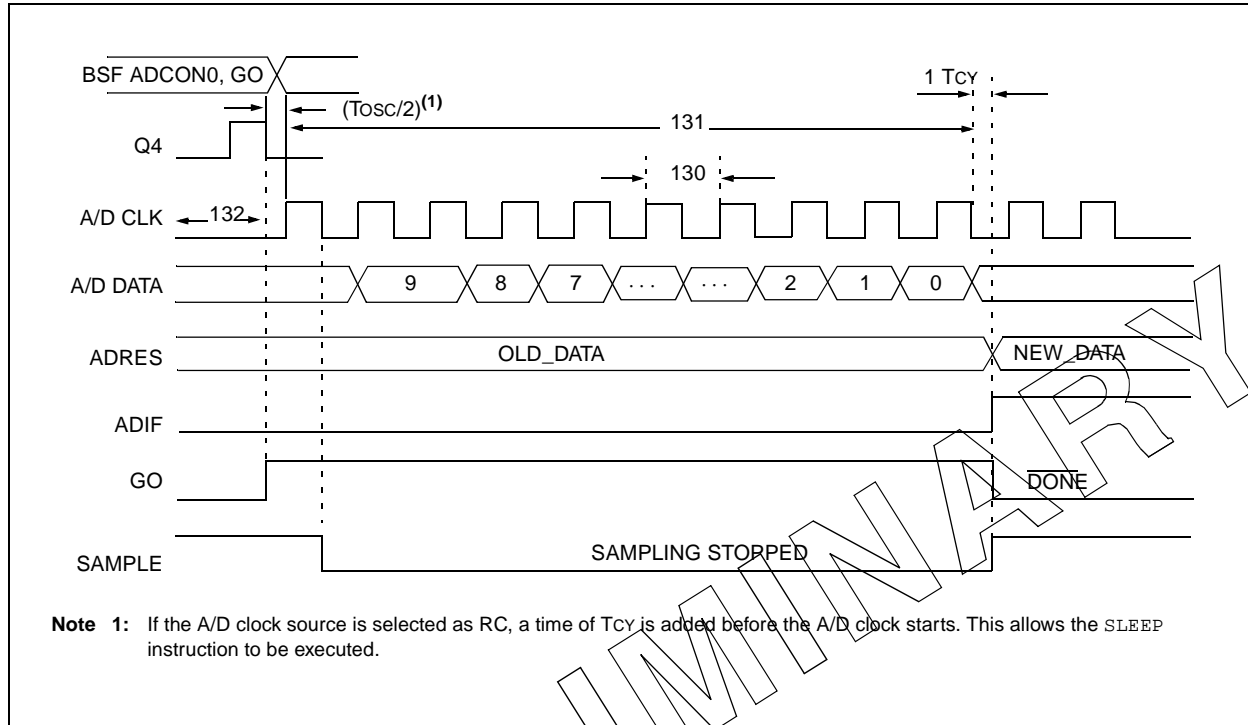 BSF ADCON0, GO
1 TCY
(TOSC/2)(1)
131
Q4
130
A/D CLK
132
A/D DATA
9 8 7 . . . . . . 2 1 0
ADRES
OLD_DATA
NEW_DATA
ADIF
GO
DONE
SAMPLE
SAMPLING STOPPED
Note 1: If the A/D clock source is selected as RC, a time of TCY is added before the A/D clock starts. This allows the SLEEP
instruction to be executed.
IMINARY